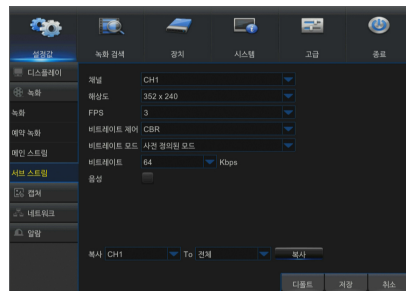 설정값 녹화 검색 장치 시스템 고급 종료
디스플레이
녹화
녹화
예약 녹화
메인 스트림
서브 스트림
캡쳐
네트워크
알람
채널 CH1
해상도 352 x 240
FPS 3
비트레이트 제어 CBR
비트레이트 모드 사전 정의된 모드
비트레이트 64 Kbps
음성
복사 CH1 To 전체 복사
디폴트 저장 취소